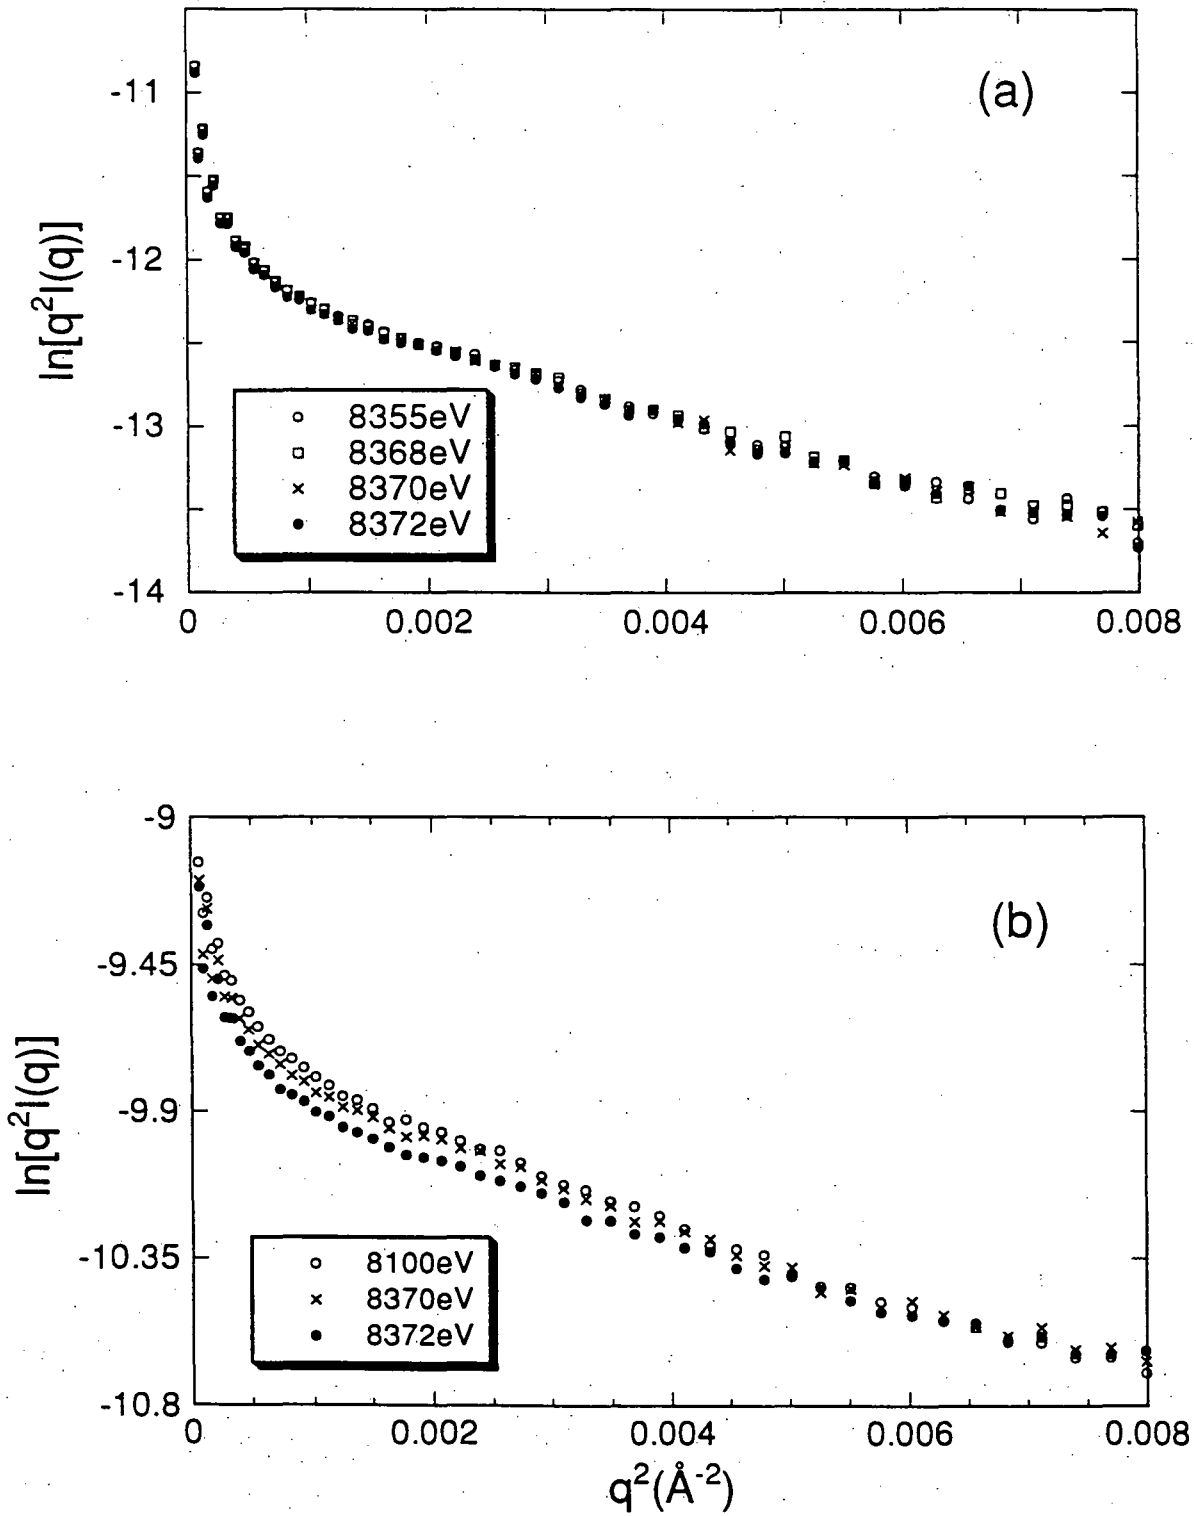 (a)
-11
-12
-13
-14
ln[q²I(q)]
8355eV
8368eV
8370eV
8372eV
0 0.002 0.004 0.006 0.008
(b)
-9
-9.45
-9.9
-10.35
-10.8
ln[q²I(q)]
8100eV
8370eV
8372eV
0 0.002 0.004 0.006 0.008
q²(Å⁻²)